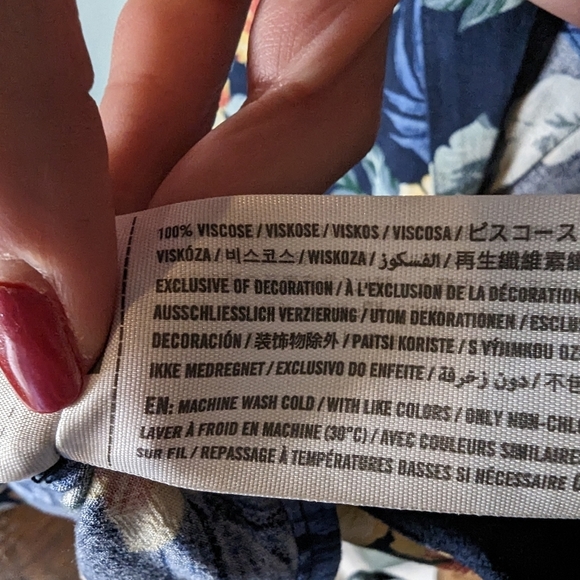 100% VISCOSE / VISKOSE / VISKOS / VISCOSA / ビスコース
VISKÓZA / 비스코스 / WISKOZA / الفسكوز / 再生纖維素纖
EXCLUSIVE OF DECORATION / À L'EXCLUSION DE LA DÉCORATION
AUSSCHLIESSLICH VERZIERUNG / UTOM DEKORATIONEN /
DECORACIÓN / 装饰物除外 / PAITSI KORISTE / S VÝJIMKOU OZ
IKKE MEDREGNET / EXCLUSIVO DO ENFEITE / دون زخرفة / 不包
EN: MACHINE WASH COLD / WITH LIKE COLORS / ONLY NON-CHL
LAVER À FROID EN MACHINE (30°C) / AVEC COULEURS SIMILAIRES
SUR FIL / REPASSAGE À TEMPÉRATURES BASSES SI NÉCESSAIRE /